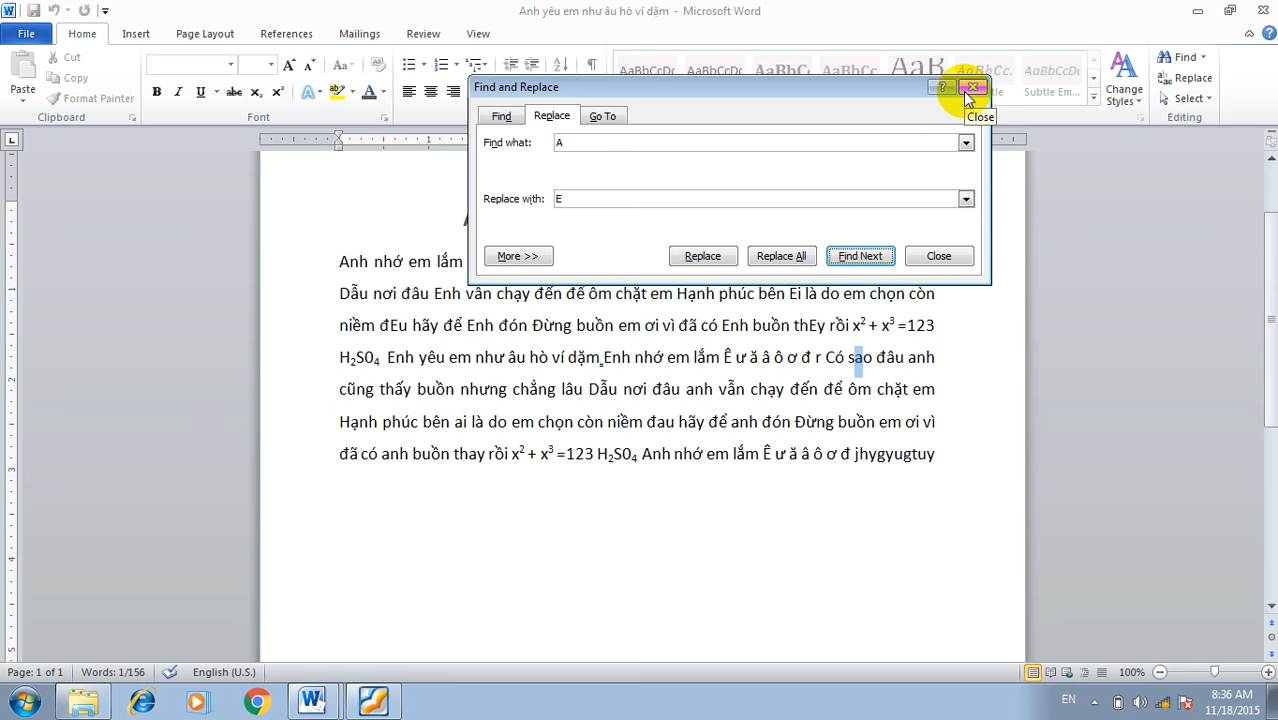 Anh yêu em như âu hò ví dặm - Microsoft Word
File Home Insert Page Layout References Mailings Review View
Cut
Copy
Format Painter
Paste
Clipboard
Change
Styles
Subtle Em...
Find
Replace
Select
Editing
Find and Replace
Close
Find Replace Go To
Find what: A
Replace with: E
More >> Replace Replace All Find Next Close
Anh nhớ em lắm
Dẫu nơi đâu Enh vẫn chạy đến để ôm chặt em Hạnh phúc bên Ei là do em chọn còn
niềm đEu hãy để Enh đón Đừng buồn em ơi vì đã có Enh buồn thEy rồi x² + x³ =123
H₂S0₄ Enh yêu em như âu hò ví dặm Enh nhớ em lắm Ê ư ă â ô ơ đ r Có sao đâu anh
cũng thấy buồn nhưng chẳng lâu Dẫu nơi đâu anh vẫn chạy đến để ôm chặt em
Hạnh phúc bên ai là do em chọn còn niềm đau hãy để anh đón Đừng buồn em ơi vì
đã có anh buồn thay rồi x² + x³ =123 H₂S0₄ Anh nhớ em lắm Ê ư ă â ô ơ đ jhygyugtuy
Page: 1 of 1 Words: 1/156 English (U.S.) 100%
EN 8:36 AM
11/18/2015